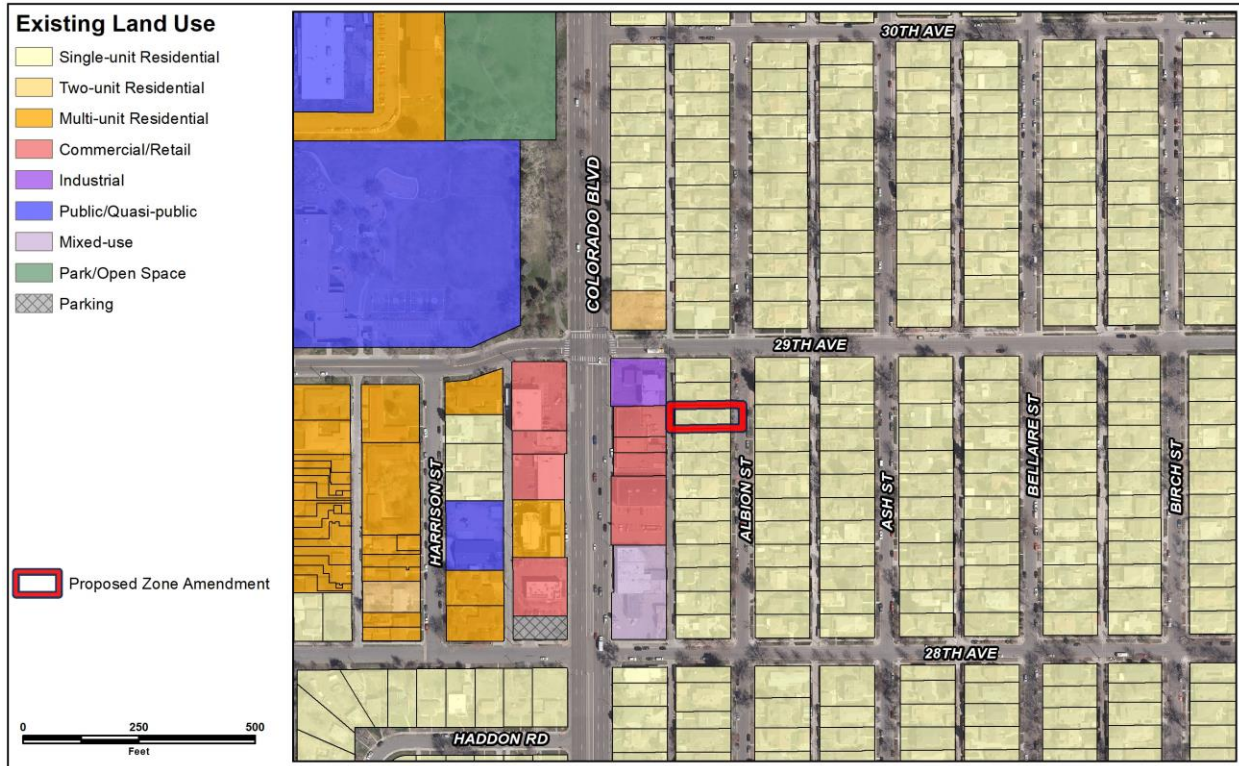 Existing Land Use
Single-unit Residential
Two-unit Residential
Multi-unit Residential
Commercial/Retail
Industrial
Public/Quasi-public
Mixed-use
Park/Open Space
Parking
Proposed Zone Amendment
0 250 500
Feet
30TH AVE
COLORADO BLVD
29TH AVE
HARRISON ST
ALBION ST
ASH ST
BELLAIRE ST
BIRCH ST
28TH AVE
HADDON RD